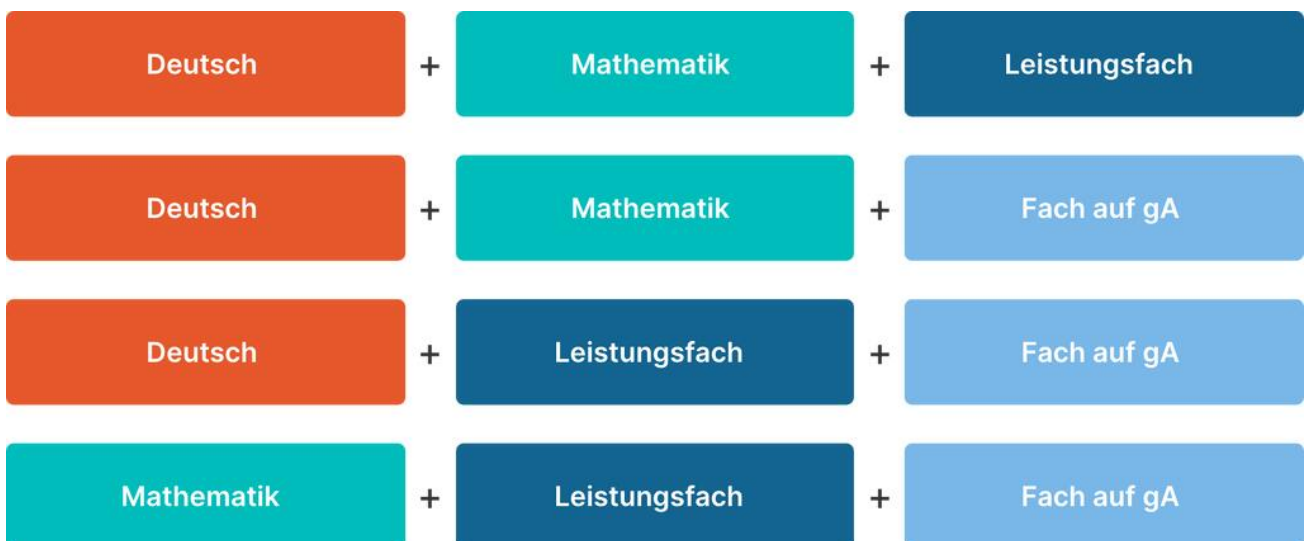 Deutsch + Mathematik + Leistungsfach
Deutsch + Mathematik + Fach auf gA
Deutsch + Leistungsfach + Fach auf gA
Mathematik + Leistungsfach + Fach auf gA